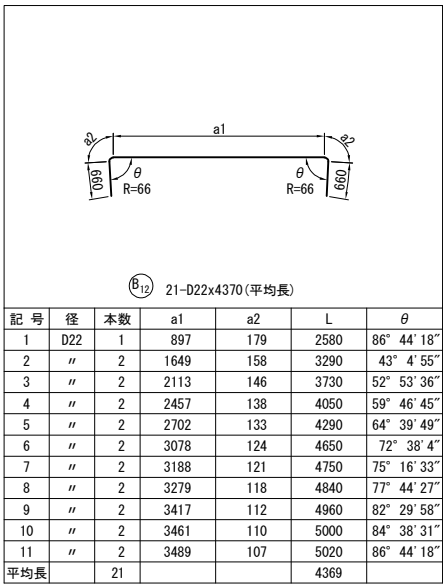 a1
a2
a2
660
θ
R=66
θ
R=66
660
B12 21-D22x4370(平均長)
記 号 径 本数 a1 a2 L θ
1 D22 1 897 179 2580 86° 44'18"
2 〃 2 1649 158 3290 43° 4'55"
3 〃 2 2113 146 3730 52° 53'36"
4 〃 2 2457 138 4050 59° 46'45"
5 〃 2 2702 133 4290 64° 39'49"
6 〃 2 3078 124 4650 72° 38'4"
7 〃 2 3188 121 4750 75° 16'33"
8 〃 2 3279 118 4840 77° 44'27"
9 〃 2 3417 112 4960 82° 29'58"
10 〃 2 3461 110 5000 84° 38'31"
11 〃 2 3489 107 5020 86° 44'18"
平均長 21 4369